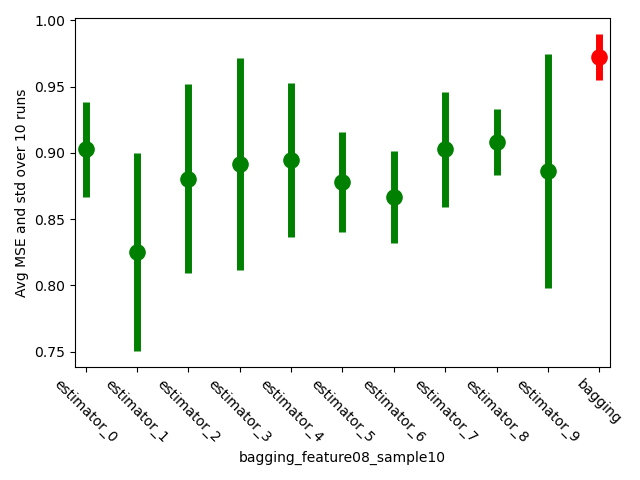 Avg MSE and std over 10 runs
1.00
0.95
0.90
0.85
0.80
0.75
estimator_0
estimator_1
estimator_2
estimator_3
estimator_4
estimator_5
estimator_6
estimator_7
estimator_8
estimator_9
bagging
bagging_feature08_sample10